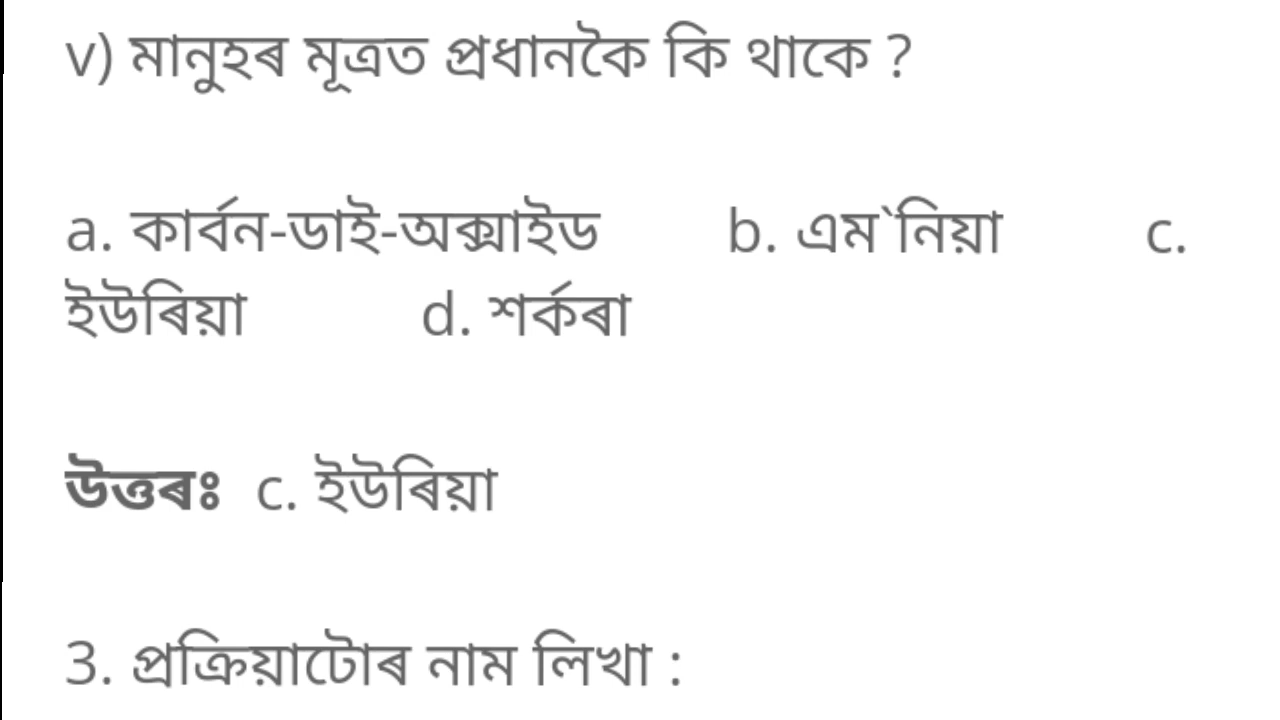 v) মানুহৰ মূত্ৰত প্ৰধানকৈ কি থাকে ?
a. কাৰ্বন-ডাই-অক্সাইড b. এম`নিয়া c.
ইউৰিয়া d. শৰ্কৰা
উত্তৰঃ c. ইউৰিয়া
3. প্ৰক্ৰিয়াটোৰ নাম লিখা :